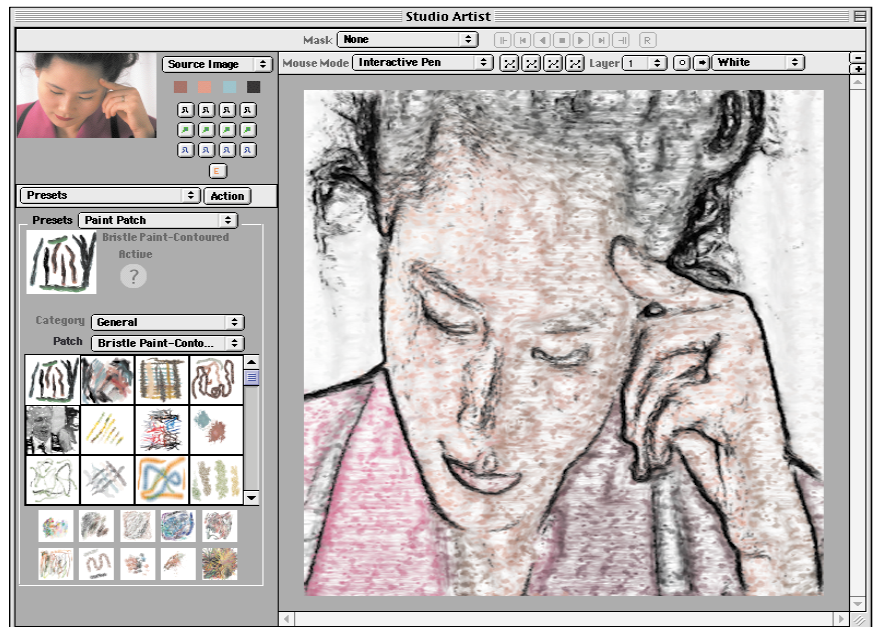 Studio Artist
Mask None
R
Source Image
Mouse Mode Interactive Pen Layer 1 White
E
Presets Action
Presets Paint Patch
Bristle Paint-Contoured
Active
?
Category General
Patch Bristle Paint-Conto...